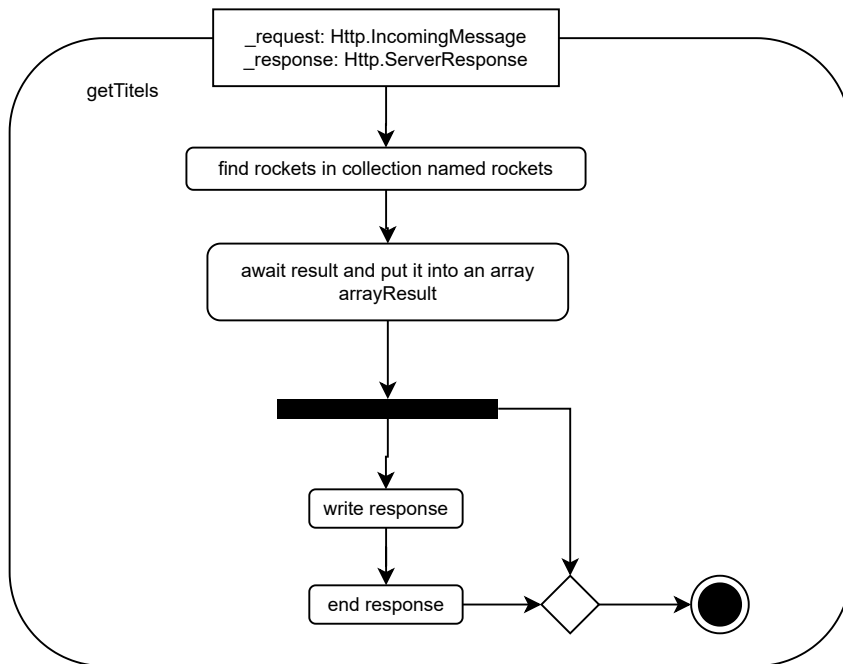 _request: Http.IncomingMessage
_response: Http.ServerResponse
getTitels
find rockets in collection named rockets
await result and put it into an array
arrayResult
write response
end response